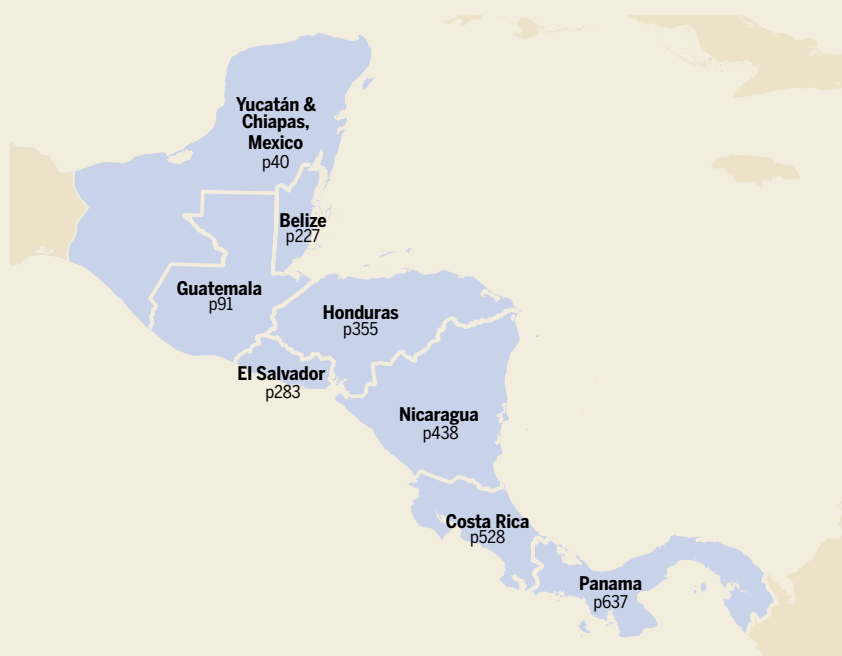 Yucatán &
Chiapas,
Mexico
p40
Belize
p227
Guatemala
p91
Honduras
p355
El Salvador
p283
Nicaragua
p438
Costa Rica
p528
Panama
p637